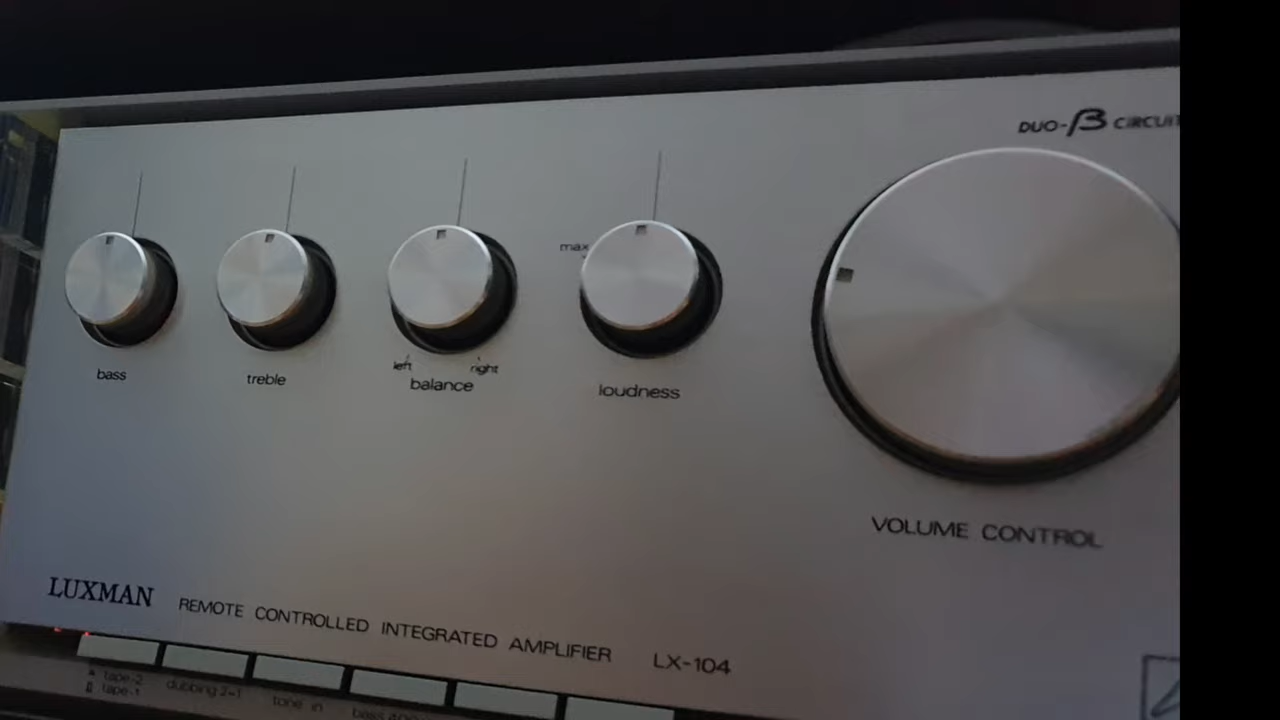 DUO-β CIRCUIT
max
left right
bass treble balance loudness
VOLUME CONTROL
LUXMAN REMOTE CONTROLLED INTEGRATED AMPLIFIER LX-104
tape-2 dubbing 2-1 tone in bass
tape-1